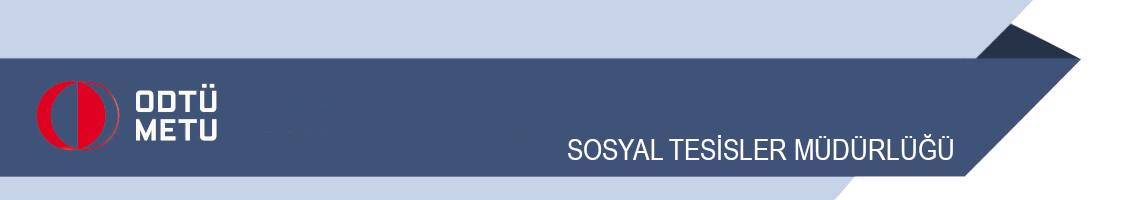 ODTÜ
METU
SOSYAL TESİSLER MÜDÜRLÜĞÜ